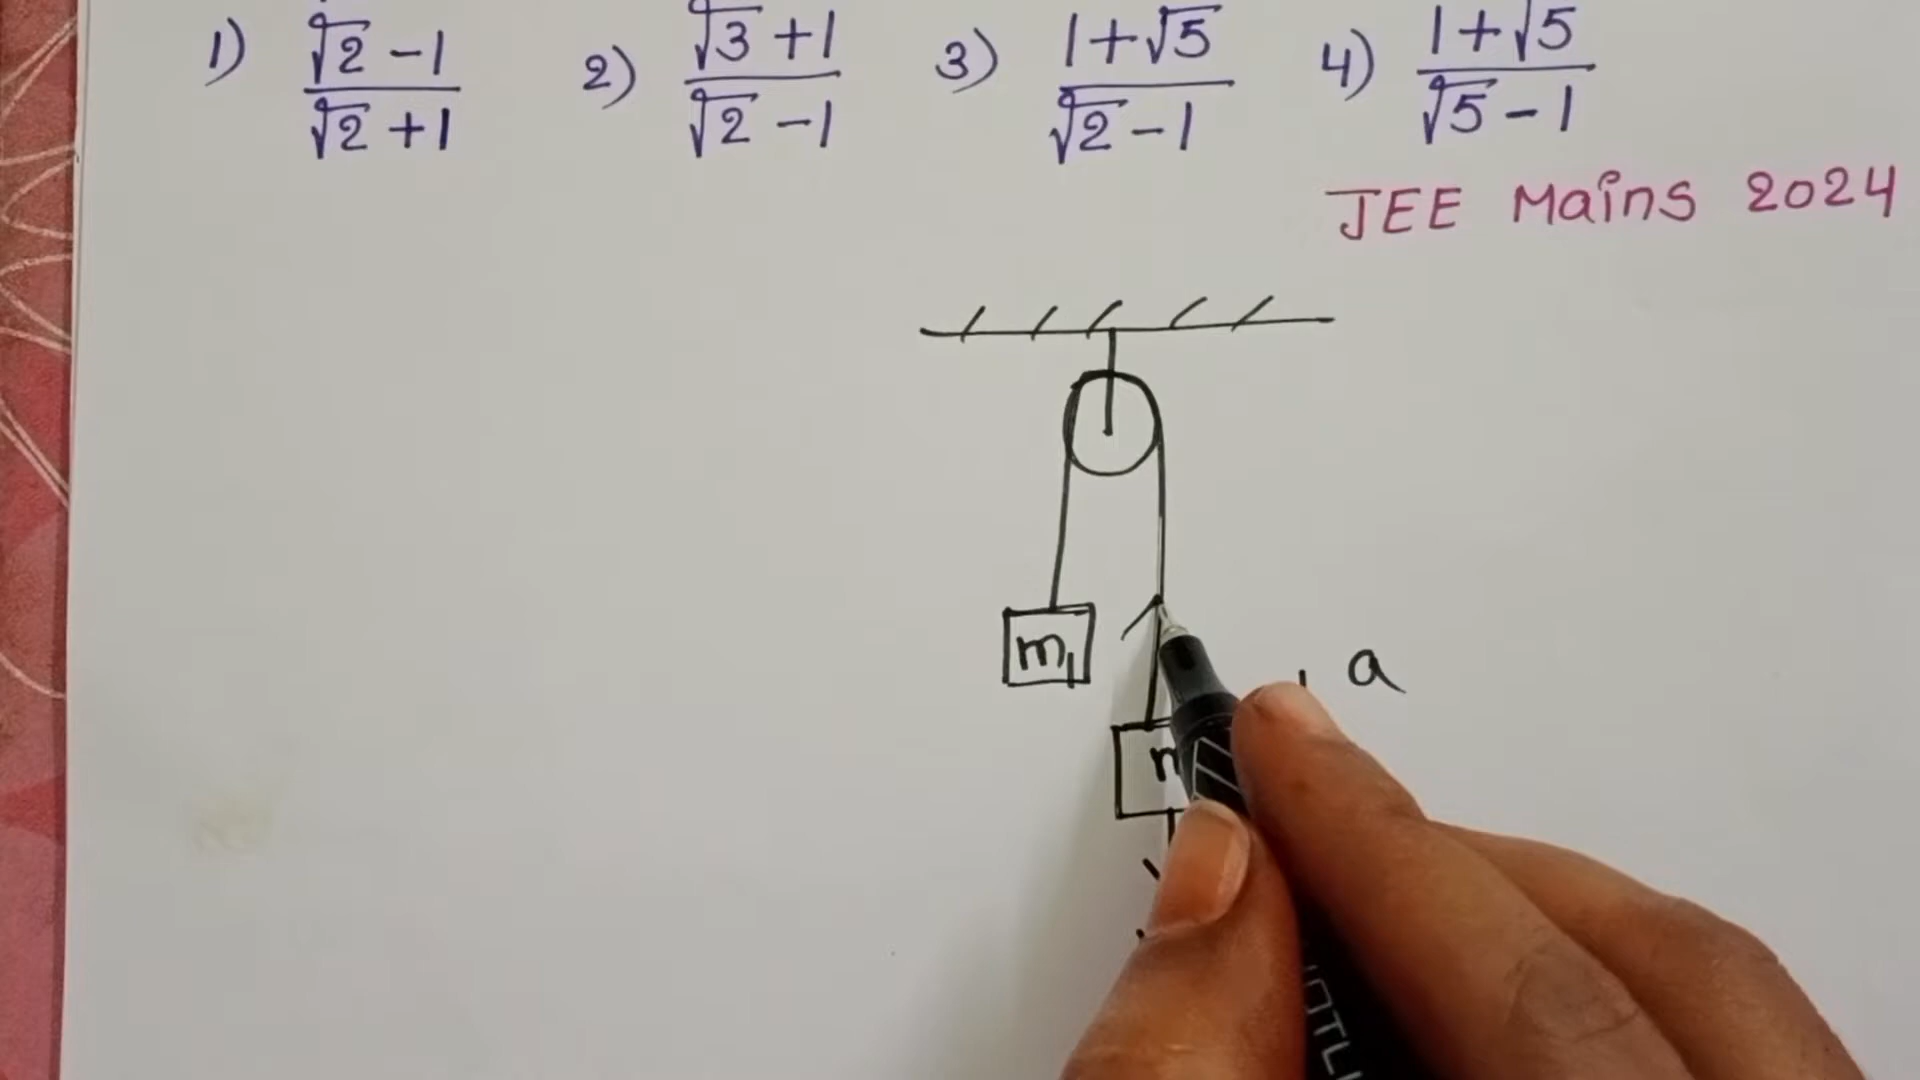 1) √2 - 1 / √2 + 1 2) √3 + 1 / √2 - 1 3) 1 + √5 / √2 - 1 4) 1 + √5 / √5 - 1
JEE Mains 2024
m₁
a